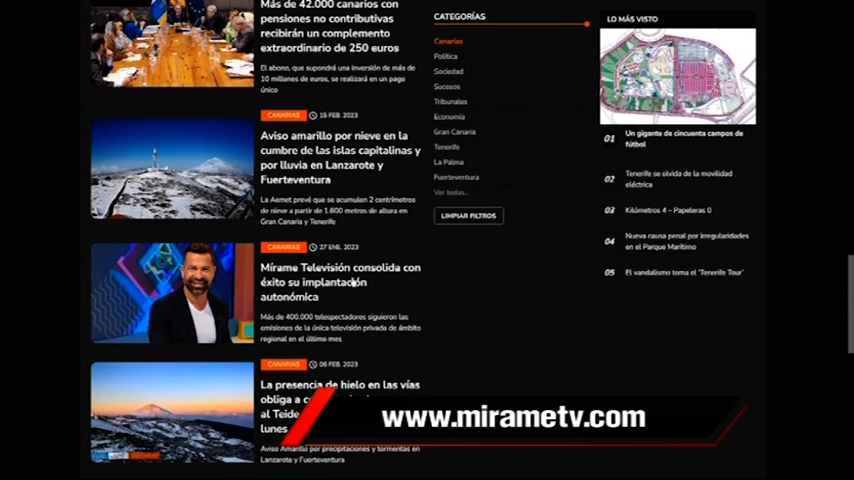 Más de 42.000 canarios con
pensiones no contributivas
recibirán un complemento
extraordinario de 250 euros
El abono, que supondrá una inversión de más de
10 millones de euros, se realizará en un pago
único
CANARIAS 15 FEB. 2023
Aviso amarillo por nieve en la
cumbre de las islas capitalinas y
por lluvia en Lanzarote y
Fuerteventura
La Aemet prevé que se acumulen 2 centímetros
de nieve a partir de 1.600 metros de altura en
Gran Canaria y Tenerife
CANARIAS 27 ENE. 2023
Mírame Televisión consolida con
éxito su implantación
autonómica
Más de 400.000 telespectadores siguieron las
emisiones de la única televisión privada de ámbito
regional en el último mes
CANARIAS 06 FEB. 2023
La presencia de hielo en las vías
obliga a c
al Teide
lunes
Aviso Amarillo por precipitaciones y tormentas en
Lanzarote y Fuerteventura
CATEGORÍAS
Canarias
Política
Sociedad
Sucesos
Tribunales
Economía
Gran Canaria
Tenerife
La Palma
Fuerteventura
Ver todas...
LIMPIAR FILTROS
LO MÁS VISTO
01 Un gigante de cincuenta campos de
fútbol
02 Tenerife se olvida de la movilidad
eléctrica
03 Kilómetros 4 – Papeleras 0
04 Nueva causa penal por irregularidades
en el Parque Marítimo
05 El vandalismo toma el 'Tenerife Tour'
www.mirametv.com